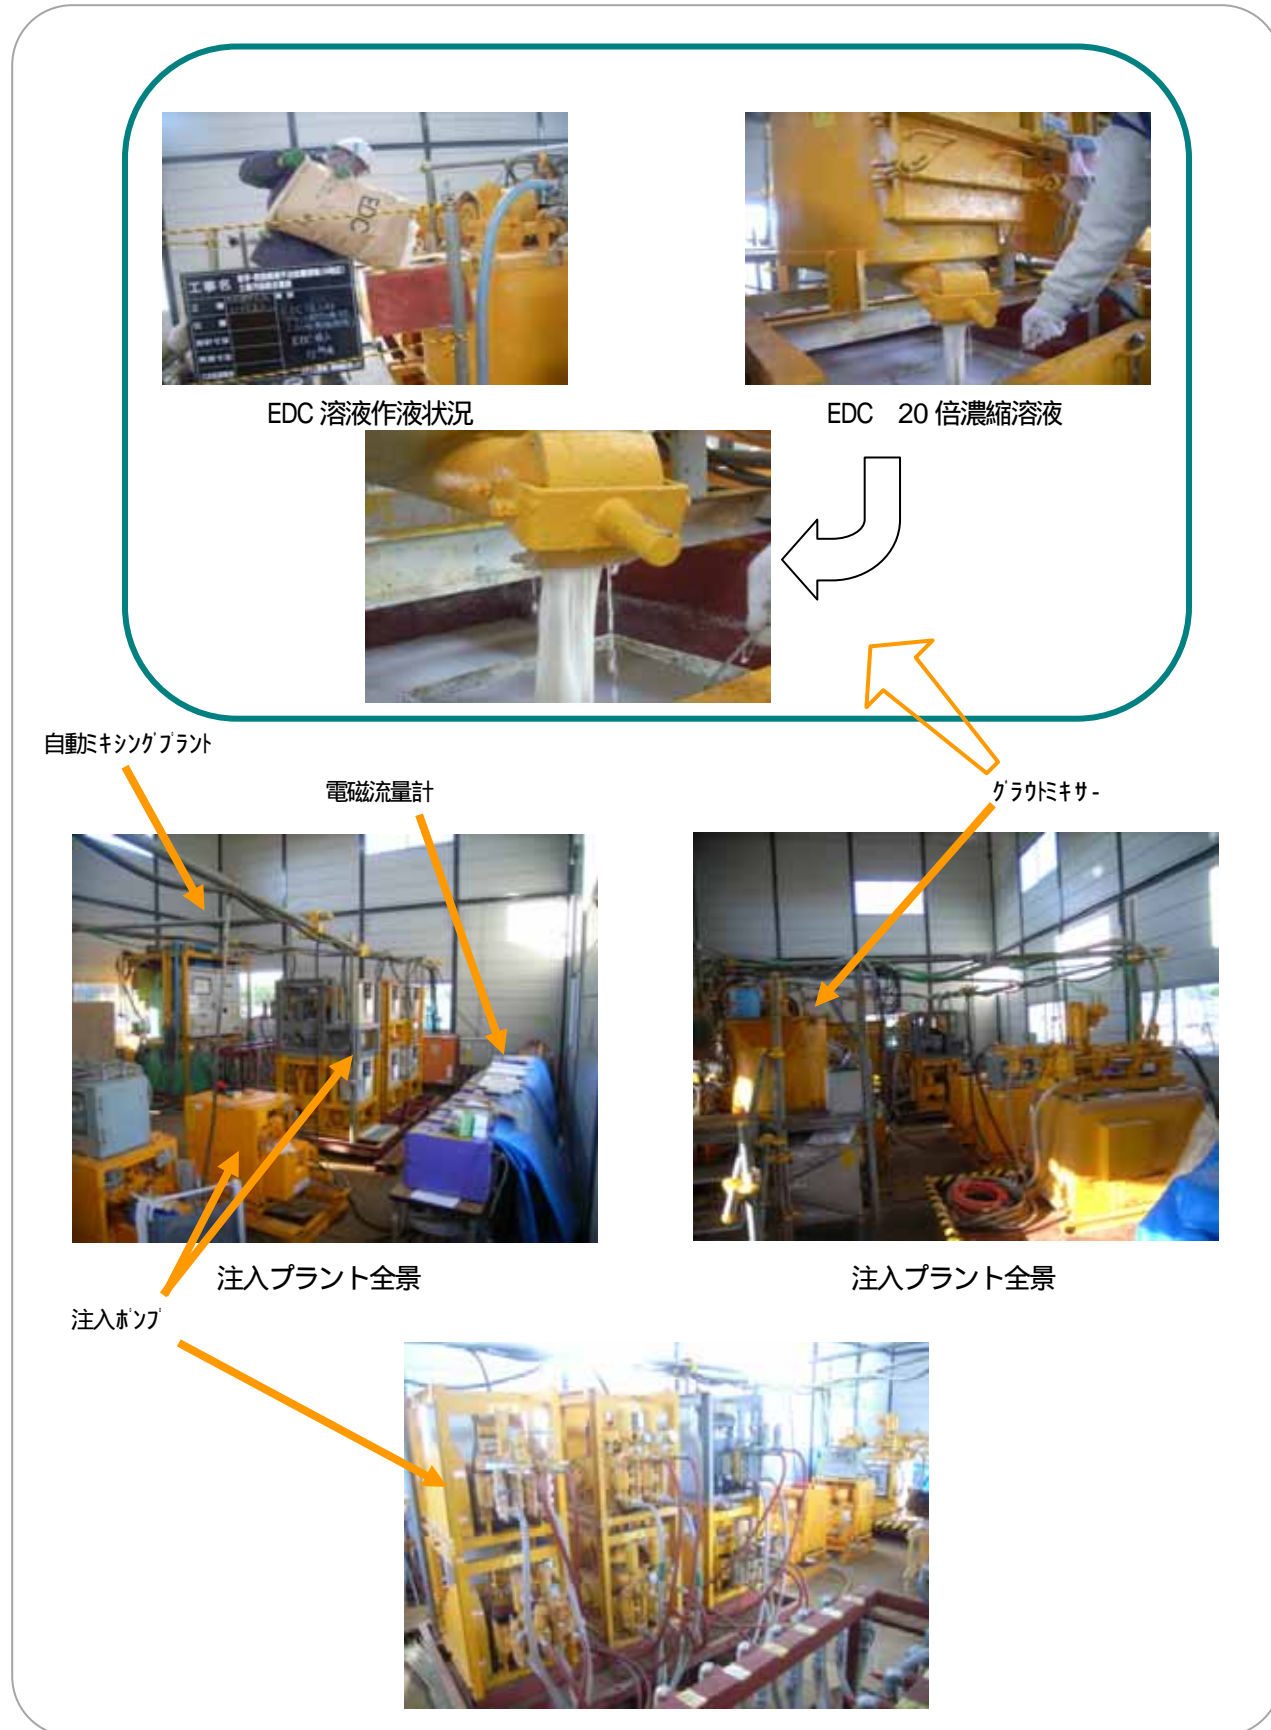 EDC
工事名
EDC 溶液作液状況
EDC　20 倍濃縮溶液
自動ﾐｷｼﾝｸﾞﾌﾟﾗﾝﾄ
電磁流量計
ｸﾞﾗｳﾄﾐｷｻｰ
注入プラント全景
注入プラント全景
注入ﾎﾟﾝﾌﾟ